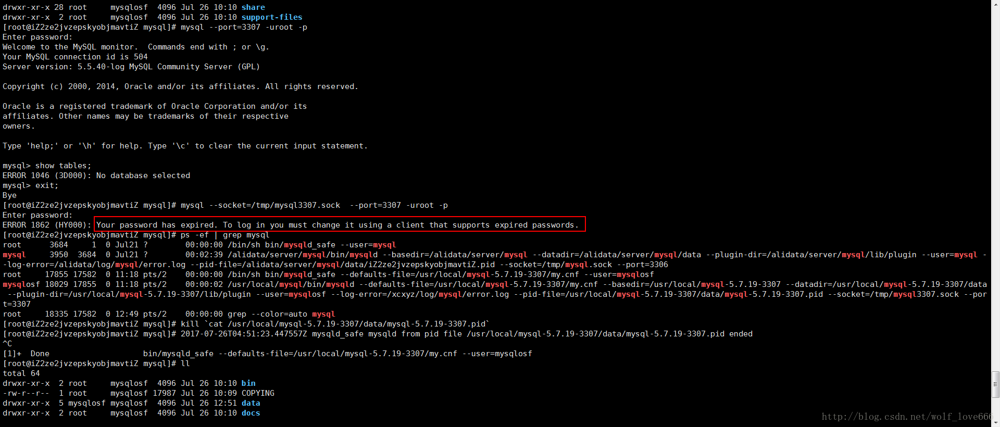 drwxr-xr-x 28 root     mysqlosf  4096 Jul 26 10:10 share
drwxr-xr-x  2 root     mysqlosf  4096 Jul 26 10:10 support-files
[root@iZ2ze2jvzepskyobjmavtiZ mysql]# mysql --port=3307 -uroot -p
Enter password:
Welcome to the MySQL monitor.  Commands end with ; or \g.
Your MySQL connection id is 504
Server version: 5.5.40-log MySQL Community Server (GPL)

Copyright (c) 2000, 2014, Oracle and/or its affiliates. All rights reserved.

Oracle is a registered trademark of Oracle Corporation and/or its
affiliates. Other names may be trademarks of their respective
owners.

Type 'help;' or '\h' for help. Type '\c' to clear the current input statement.

mysql> show tables;
ERROR 1046 (3D000): No database selected
mysql> exit;
Bye
[root@iZ2ze2jvzepskyobjmavtiZ mysql]# mysql --socket=/tmp/mysql3307.sock  --port=3307 -uroot -p
Enter password:
ERROR 1862 (HY000): Your password has expired. To log in you must change it using a client that supports expired passwords.
[root@iZ2ze2jvzepskyobjmavtiZ mysql]# ps -ef | grep mysql
root      3684     1  0 Jul21 ?        00:00:00 /bin/sh bin/mysqld_safe --user=mysql
mysql     3950  3684  0 Jul21 ?        00:02:39 /alidata/server/mysql/bin/mysqld --basedir=/alidata/server/mysql --datadir=/alidata/server/mysql/data --plugin-dir=/alidata/server/mysql/lib/plugin --user=mysql -
-log-error=/alidata/log/mysql/error.log --pid-file=/alidata/server/mysql/data/iZ2ze2jvzepskyobjmavtiZ.pid --socket=/tmp/mysql.sock --port=3306
root     17855 17582  0 11:18 pts/2    00:00:00 /bin/sh bin/mysqld_safe --defaults-file=/usr/local/mysql-5.7.19-3307/my.cnf --user=mysqlosf
mysqlosf 18029 17855  0 11:18 pts/2    00:00:02 /usr/local/mysql/bin/mysqld --defaults-file=/usr/local/mysql-5.7.19-3307/my.cnf --basedir=/usr/local/mysql-5.7.19-3307 --datadir=/usr/local/mysql-5.7.19-3307/data
 --plugin-dir=/usr/local/mysql-5.7.19-3307/lib/plugin --user=mysqlosf --log-error=/xcxyz/log/mysql/error.log --pid-file=/usr/local/mysql-5.7.19-3307/data/mysql-5.7.19-3307.pid --socket=/tmp/mysql3307.sock --por
t=3307
root     18335 17582  0 12:49 pts/2    00:00:00 grep --color=auto mysql
[root@iZ2ze2jvzepskyobjmavtiZ mysql]# kill `cat /usr/local/mysql-5.7.19-3307/data/mysql-5.7.19-3307.pid`
[root@iZ2ze2jvzepskyobjmavtiZ mysql]# 2017-07-26T04:51:23.447557Z mysqld_safe mysqld from pid file /usr/local/mysql-5.7.19-3307/data/mysql-5.7.19-3307.pid ended
^C
[1]+  Done                    bin/mysqld_safe --defaults-file=/usr/local/mysql-5.7.19-3307/my.cnf --user=mysqlosf
[root@iZ2ze2jvzepskyobjmavtiZ mysql]# ll
total 64
drwxr-xr-x  2 root     mysqlosf  4096 Jul 26 10:10 bin
-rw-r--r--  1 root     mysqlosf 17987 Jul 26 10:09 COPYING
drwxr-xr-x  5 mysqlosf mysqlosf  4096 Jul 26 12:51 data
drwxr-xr-x  2 root     mysqlosf  4096 Jul 26 10:10 docs
http://blog.csdn.net/wolf_love666